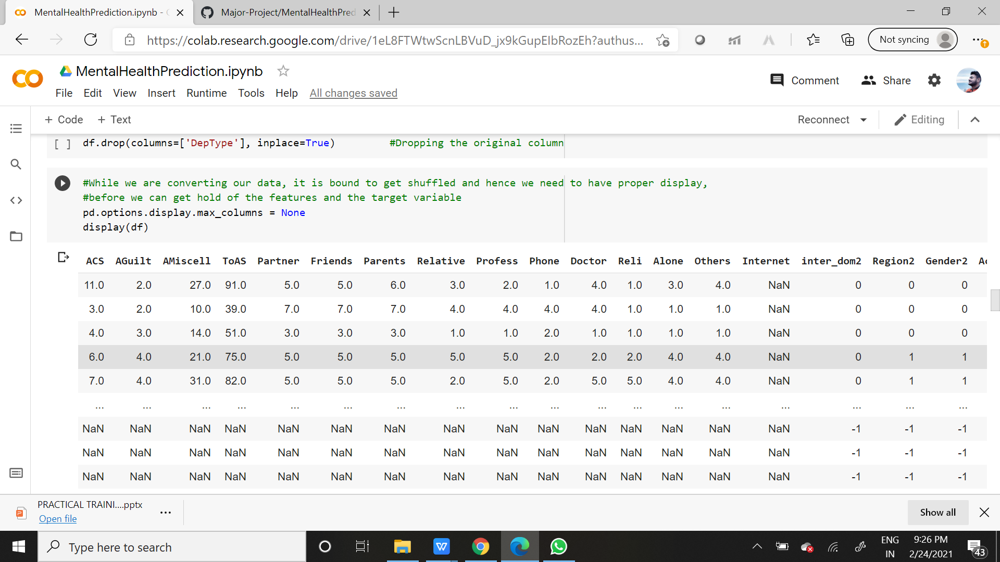 MentalHealthPrediction.ipynb -
Major-Project/MentalHealthPred
https://colab.research.google.com/drive/1eL8FTWtwScnLBVuD_jx9kGupEIbRozEh?authus...
Not syncing
MentalHealthPrediction.ipynb
Comment
Share
File Edit View Insert Runtime Tools Help All changes saved
+ Code + Text
Reconnect
Editing
[ ] df.drop(columns=['DepType'], inplace=True) #Dropping the original column
#While we are converting our data, it is bound to get shuffled and hence we need to have proper display,
#before we can get hold of the features and the target variable
pd.options.display.max_columns = None
display(df)
ACS AGuilt AMiscell ToAS Partner Friends Parents Relative Profess Phone Doctor Reli Alone Others Internet inter_dom2 Region2 Gender2
11.0 2.0 27.0 91.0 5.0 5.0 6.0 3.0 2.0 1.0 4.0 1.0 3.0 4.0 NaN 0 0 0
3.0 2.0 10.0 39.0 7.0 7.0 7.0 4.0 4.0 4.0 4.0 1.0 1.0 1.0 NaN 0 0 0
4.0 3.0 14.0 51.0 3.0 3.0 3.0 1.0 1.0 2.0 1.0 1.0 1.0 1.0 NaN 0 0 0
6.0 4.0 21.0 75.0 5.0 5.0 5.0 5.0 5.0 2.0 2.0 2.0 4.0 4.0 NaN 0 1 1
7.0 4.0 31.0 82.0 5.0 5.0 5.0 2.0 5.0 2.0 5.0 5.0 4.0 4.0 NaN 0 1 1
... ... ... ... ... ... ... ... ... ... ... ... ... ... ... ... ... ...
NaN NaN NaN NaN NaN NaN NaN NaN NaN NaN NaN NaN NaN NaN NaN -1 -1 -1
NaN NaN NaN NaN NaN NaN NaN NaN NaN NaN NaN NaN NaN NaN NaN -1 -1 -1
NaN NaN NaN NaN NaN NaN NaN NaN NaN NaN NaN NaN NaN NaN NaN -1 -1 -1
PRACTICAL TRAINI....pptx
Open file
Show all
Type here to search
ENG
IN
9:26 PM
2/24/2021
43